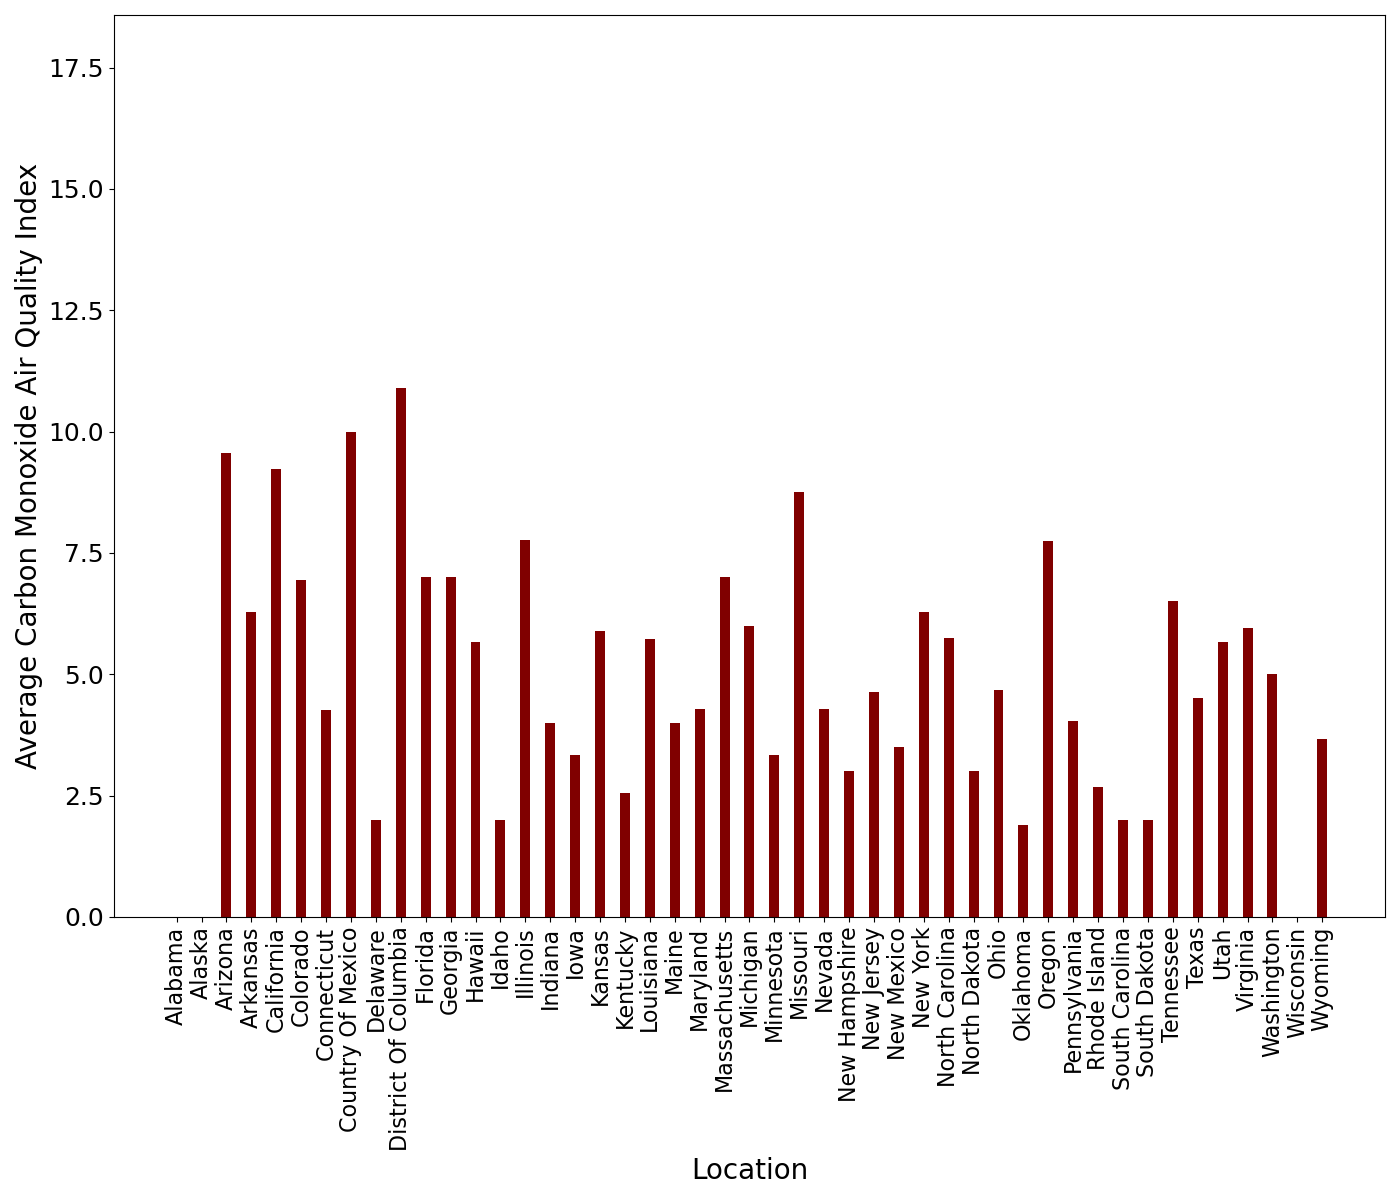 Average Carbon Monoxide Air Quality Index
17.5
15.0
12.5
10.0
7.5
5.0
2.5
0.0
Alabama
Alaska
Arizona
Arkansas
California
Colorado
Connecticut
Country Of Mexico
Delaware
District Of Columbia
Florida
Georgia
Hawaii
Idaho
Illinois
Indiana
Iowa
Kansas
Kentucky
Louisiana
Maine
Maryland
Massachusetts
Michigan
Minnesota
Missouri
Nevada
New Hampshire
New Jersey
New Mexico
New York
North Carolina
North Dakota
Ohio
Oklahoma
Oregon
Pennsylvania
Rhode Island
South Carolina
South Dakota
Tennessee
Texas
Utah
Virginia
Washington
Wisconsin
Wyoming
Location